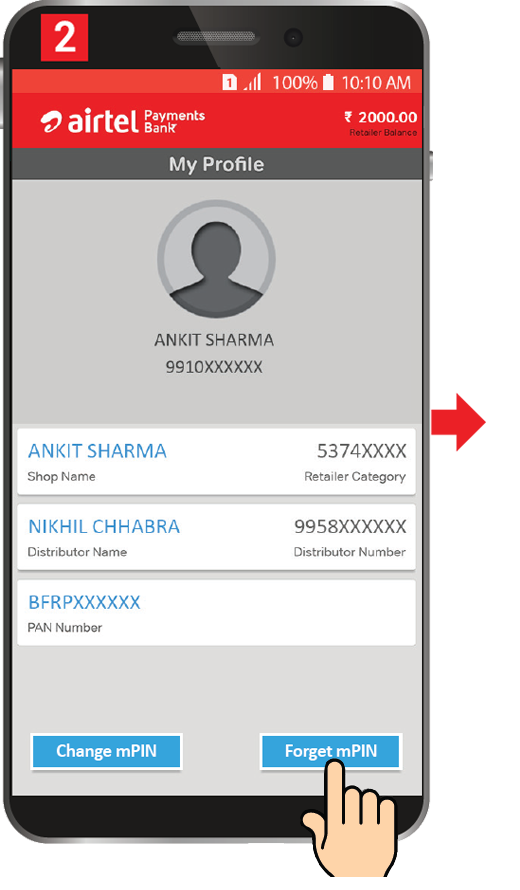 2
1 100% 10:10 AM
airtel Payments Bank
₹ 2000.00
Retailer Balance
My Profile
ANKIT SHARMA
9910XXXXXX
ANKIT SHARMA 5374XXXX
Shop Name Retailer Category
NIKHIL CHHABRA 9958XXXXXX
Distributor Name Distributor Number
BFRPXXXXXX
PAN Number
Change mPIN Forget mPIN